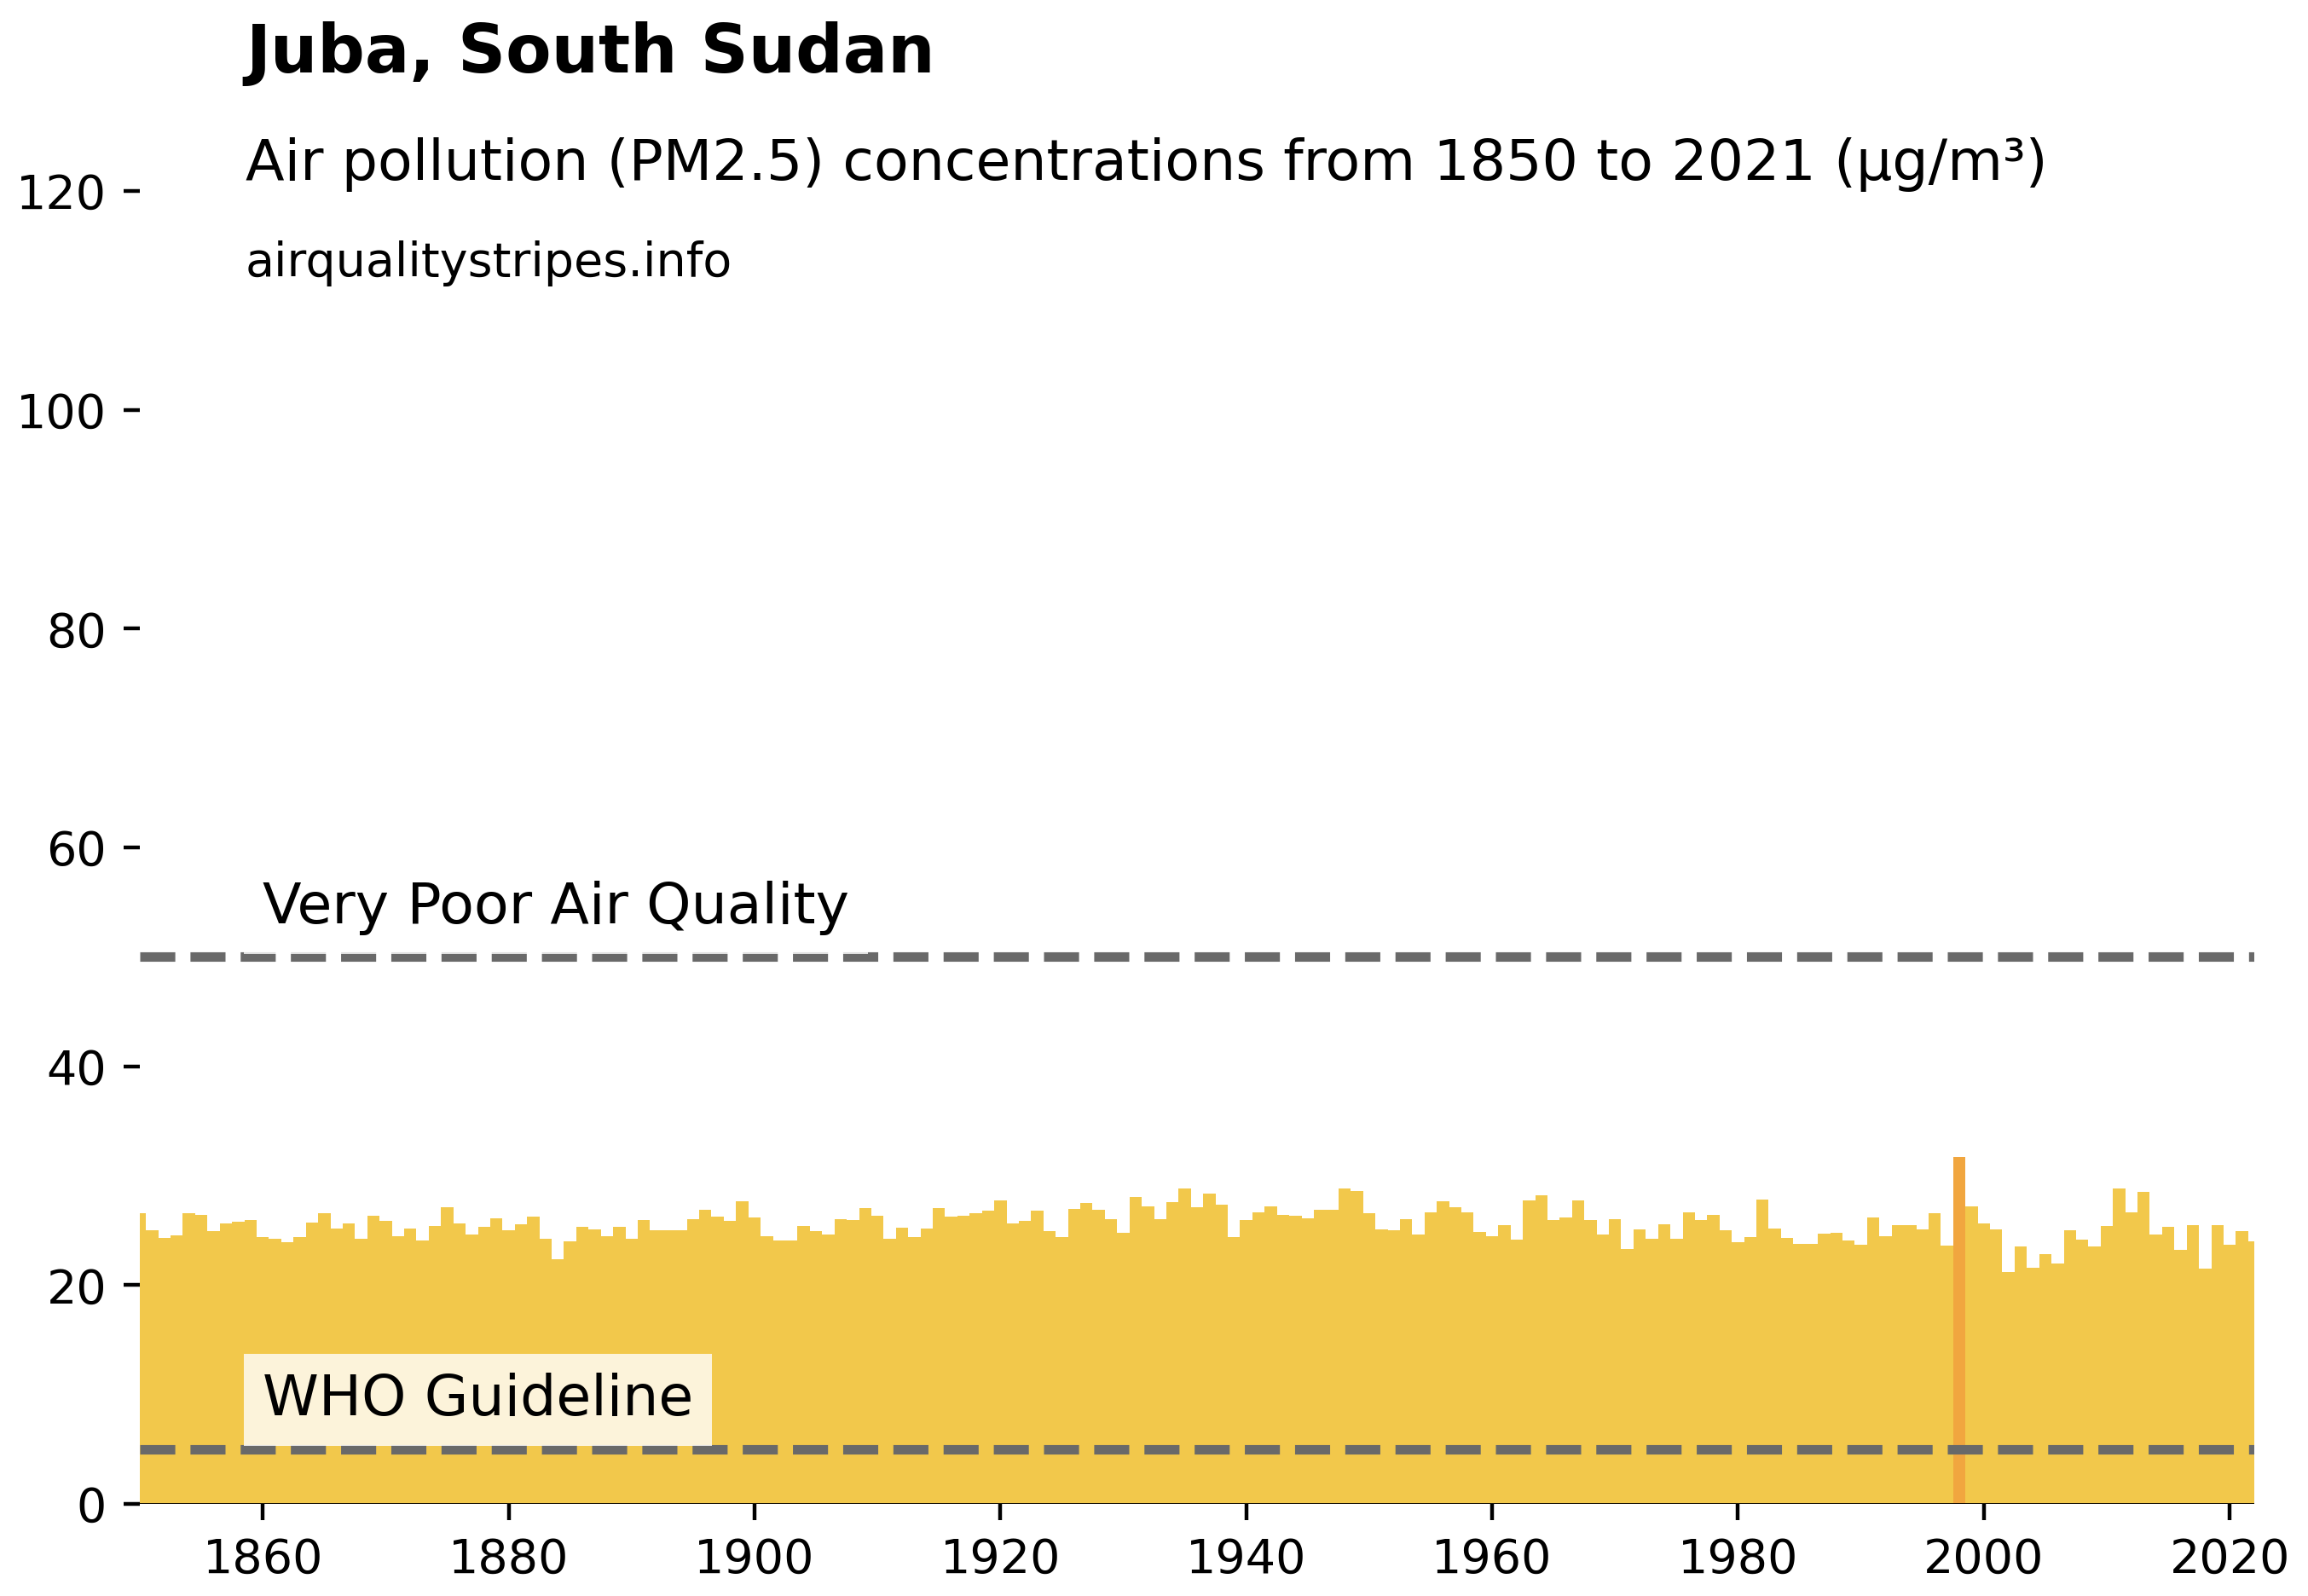 Juba, South Sudan
Air pollution (PM2.5) concentrations from 1850 to 2021 (µg/m³)
airqualitystripes.info
120
100
80
60
Very Poor Air Quality
40
20
WHO Guideline
0
1860 1880 1900 1920 1940 1960 1980 2000 2020